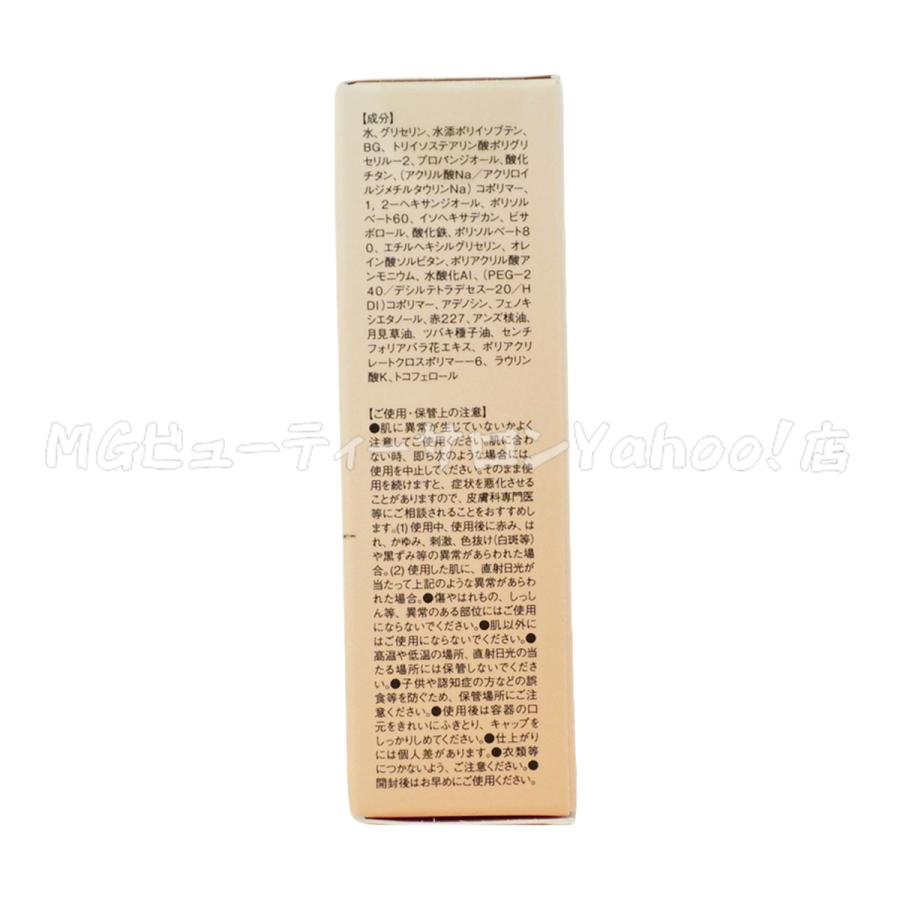 【成分】
水、グリセリン、水添ポリイソブテン、
BG、トリイソステアリン酸ポリグリ
セリル－2、プロパンジオール、酸化
チタン、（アクリル酸Na／アクリロイ
ルジメチルタウリンNa）コポリマー、
1，2－ヘキサンジオール、ポリソル
ベート60、イソヘキサデカン、ビサ
ボロール、酸化鉄、ポリソルベート8
0、エチルヘキシルグリセリン、オレ
イン酸ソルビタン、ポリアクリル酸ア
ンモニウム、水酸化Al、（PEG－2
40／デシルテトラデセス－20／H
DI）コポリマー、アデノシン、フェノキ
シエタノール、赤227、アンズ核油、
月見草油、ツバキ種子油、センチ
フォリアバラ花エキス、ポリアクリ
レートクロスポリマー－6、ラウリン
酸K、トコフェロール
【ご使用・保管上の注意】
●肌に異常が生じていないかよく
注意してご使用ください。肌に合わ
ない時、即ち次のような場合には、
使用を中止してください。そのまま使
用を続けますと、症状を悪化させる
ことがありますので、皮膚科専門医
等にご相談されることをおすすめし
ます。(1)使用中、使用後に赤み、は
れ、かゆみ、刺激、色抜け（白斑等）
や黒ずみ等の異常があらわれた場
合。(2)使用した肌に、直射日光が
当たって上記のような異常があらわ
れた場合。●傷やはれもの、しっし
ん等、異常のある部位にはご使用
にならないでください。●肌以外に
はご使用にならないでください。●
高温や低温の場所、直射日光の当
たる場所には保管しないでくださ
い。●子供や認知症の方などの誤
食等を防ぐため、保管場所にご注
意ください。●使用後は容器の口
元をきれいにふきとり、キャップを
しっかりしめてください。●仕上がり
には個人差があります。●衣類等
につかないよう、ご注意ください。●
開封後はお早めにご使用ください。
MGビューティーサロンYahoo!店